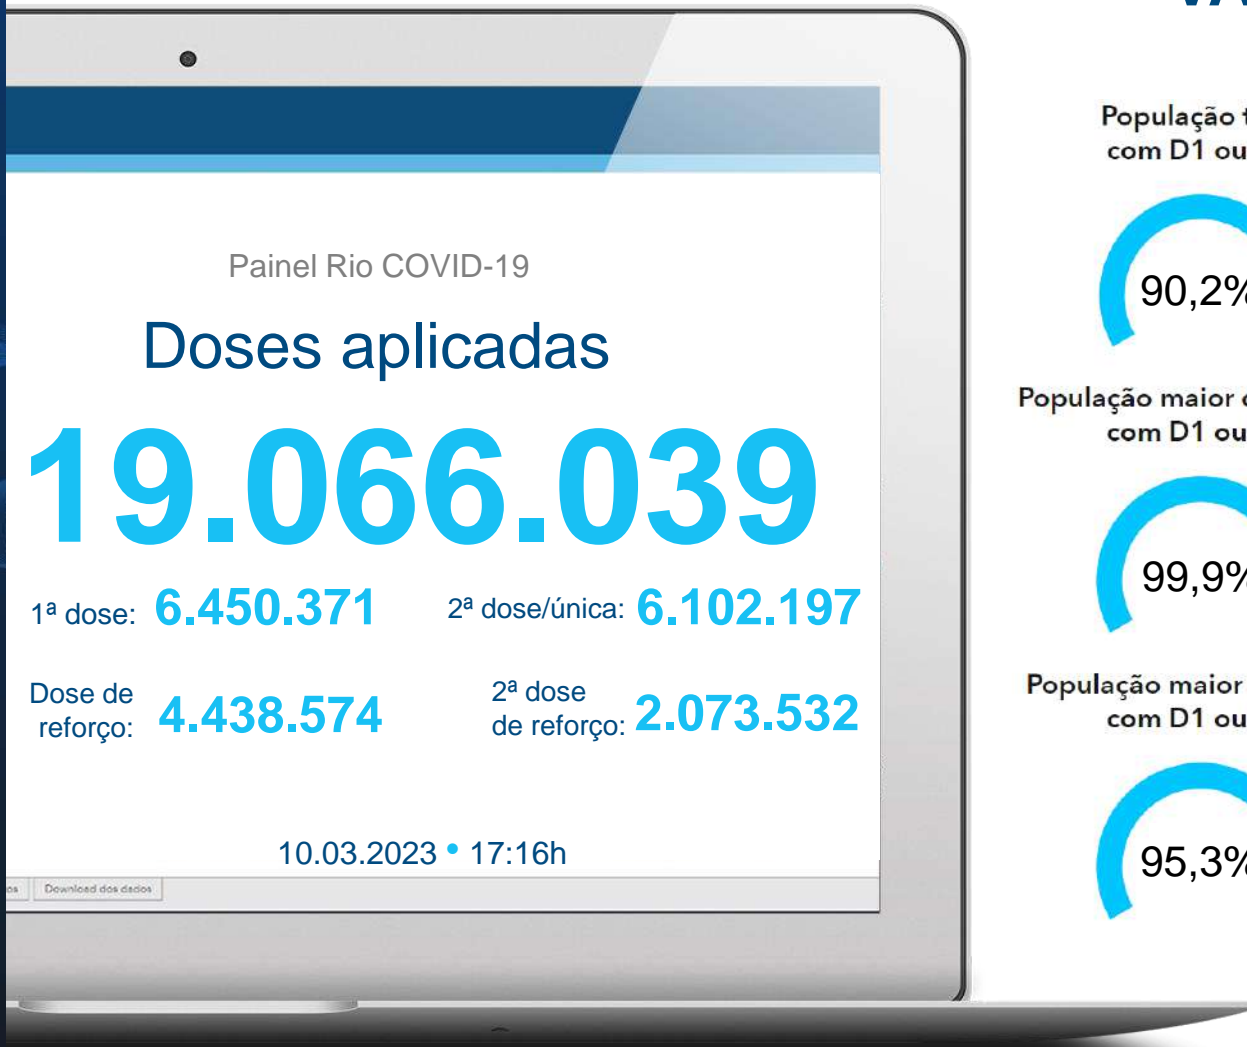 Painel Rio COVID-19
Doses aplicadas
19.066.039
1ª dose: 6.450.371
2ª dose/única: 6.102.197
Dose de
reforço: 4.438.574
2ª dose
de reforço: 2.073.532
10.03.2023 • 17:16h
Download dos dados
População
com D1 ou
90,2%
População maior
com D1 ou
99,9%
População maior
com D1 ou
95,3%